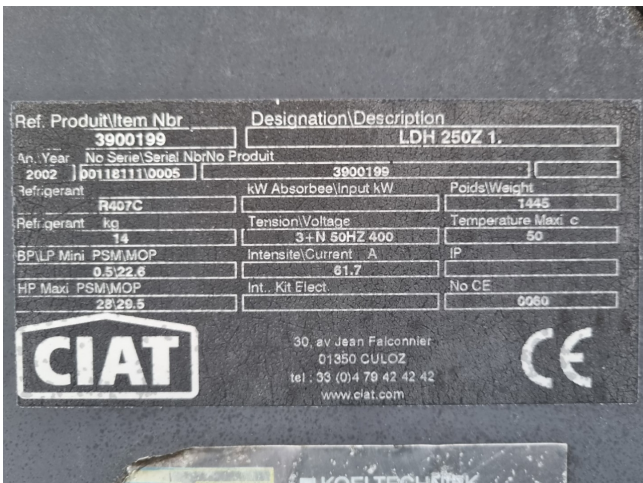 Ref. Produit\Item Nbr Designation\Description
3900199 LDH 250Z 1.
An. Year No Serie\Serial Nbr No Produit
2002 00118111\0005 3900199
Refrigerant kW Absorbee\Input kW Poids\Weight
R407C 1445
Refrigerant kg Tension\Voltage Temperature Maxi c
14 3+N 50HZ 400 50
BP\LP Mini PSM\MOP Intensite\Current A IP
0.5\22.6 61.7
HP Maxi PSM\MOP Int.. Kit Elect. No CE
28\29.5 0060
CIAT
30, av Jean Falconnier
01350 CULOZ
tel : 33 (0)4 79 42 42 42
www.ciat.com
CE